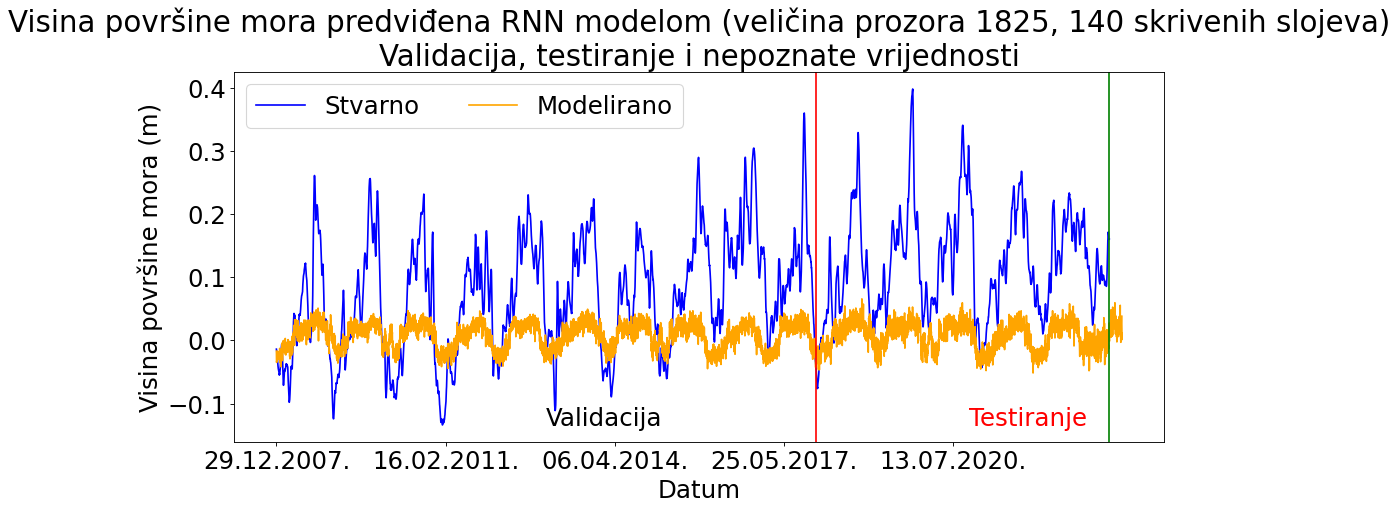 Visina površine mora predviđena RNN modelom (veličina prozora 1825, 140 skrivenih slojeva)
Validacija, testiranje i nepoznate vrijednosti
Stvarno
Modelirano
Visina površine mora (m)
0.4
0.3
0.2
0.1
0.0
−0.1
Validacija
Testiranje
29.12.2007.
16.02.2011.
06.04.2014.
25.05.2017.
13.07.2020.
Datum